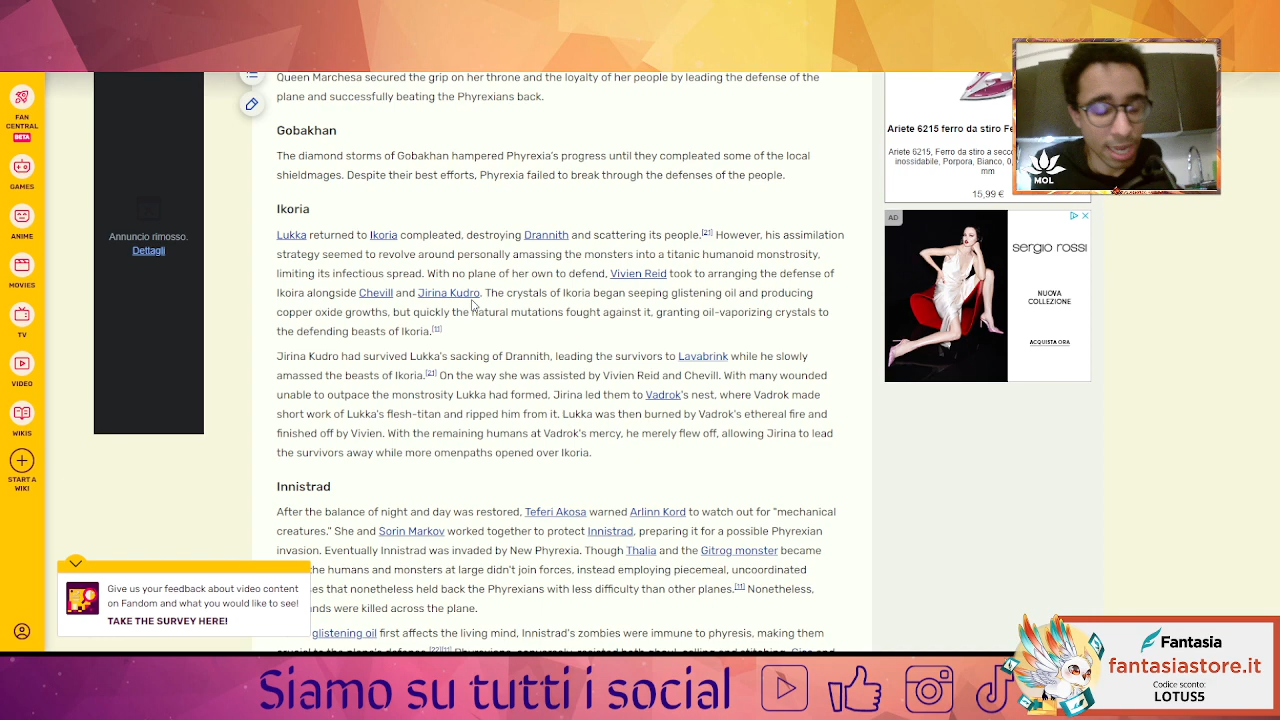 FAN
CENTRAL
BETA
GAMES
ANIME
MOVIES
TV
VIDEO
WIKIS
START A
WIKI
Annuncio rimosso.
Dettagli
Queen Marchesa secured the grip on her throne and the loyalty of her people by leading the defense of the
plane and successfully beating the Phyrexians back.
Gobakhan
The diamond storms of Gobakhan hampered Phyrexia's progress until they compleated some of the local
shieldmages. Despite their best efforts, Phyrexia failed to break through the defenses of the people.
Ikoria
Lukka returned to Ikoria compleated, destroying Drannith and scattering its people.[21] However, his assimilation
strategy seemed to revolve around personally amassing the monsters into a titanic humanoid monstrosity,
limiting its infectious spread. With no plane of her own to defend, Vivien Reid took to arranging the defense of
Ikoira alongside Chevill and Jirina Kudro. The crystals of Ikoria began seeping glistening oil and producing
copper oxide growths, but quickly the natural mutations fought against it, granting oil-vaporizing crystals to
the defending beasts of Ikoria.[11]
Jirina Kudro had survived Lukka's sacking of Drannith, leading the survivors to Lavabrink while he slowly
amassed the beasts of Ikoria.[21] On the way she was assisted by Vivien Reid and Chevill. With many wounded
unable to outpace the monstrosity Lukka had formed, Jirina led them to Vadrok's nest, where Vadrok made
short work of Lukka's flesh-titan and ripped him from it. Lukka was then burned by Vadrok's ethereal fire and
finished off by Vivien. With the remaining humans at Vadrok's mercy, he merely flew off, allowing Jirina to lead
the survivors away while more omenpaths opened over Ikoria.
Innistrad
After the balance of night and day was restored, Teferi Akosa warned Arlinn Kord to watch out for "mechanical
creatures." She and Sorin Markov worked together to protect Innistrad, preparing it for a possible Phyrexian
invasion. Eventually Innistrad was invaded by New Phyrexia. Though Thalia and the Gitrog monster became
the humans and monsters at large didn't join forces, instead employing piecemeal, uncoordinated
that nonetheless held back the Phyrexians with less difficulty than other planes.[11] Nonetheless,
were killed across the plane.
glistening oil first affects the living mind, Innistrad's zombies were immune to phyresis, making them
Give us your feedback about video content
on Fandom and what you would like to see!
TAKE THE SURVEY HERE!
Ariete 6215 ferro da stiro
Ariete 6215, Ferro da stiro a secco
inossidabile, Porpora, Bianco,
mm
15,99 €
MOL
AD
sergio rossi
NUOVA
COLLEZIONE
ACQUISTA ORA
Siamo su tutti i social
Fantasia
fantasiastore.it
Codice sconto:
LOTUS5